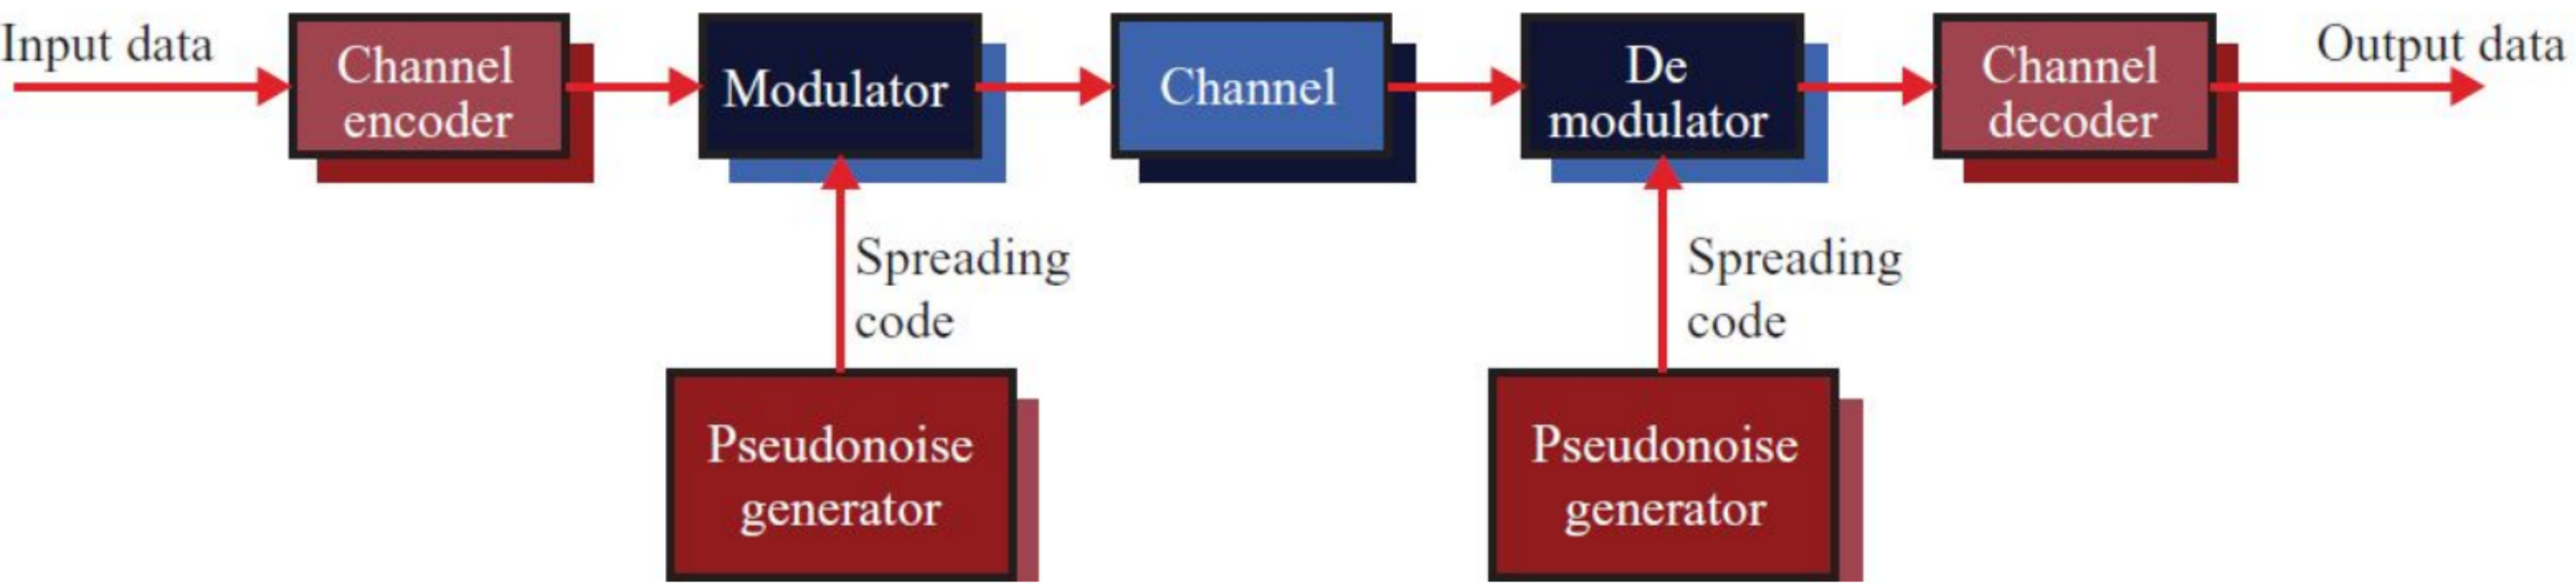 Input data
Channel
encoder
Modulator
Channel
De
modulator
Channel
decoder
Output data
Spreading
code
Spreading
code
Pseudonoise
generator
Pseudonoise
generator